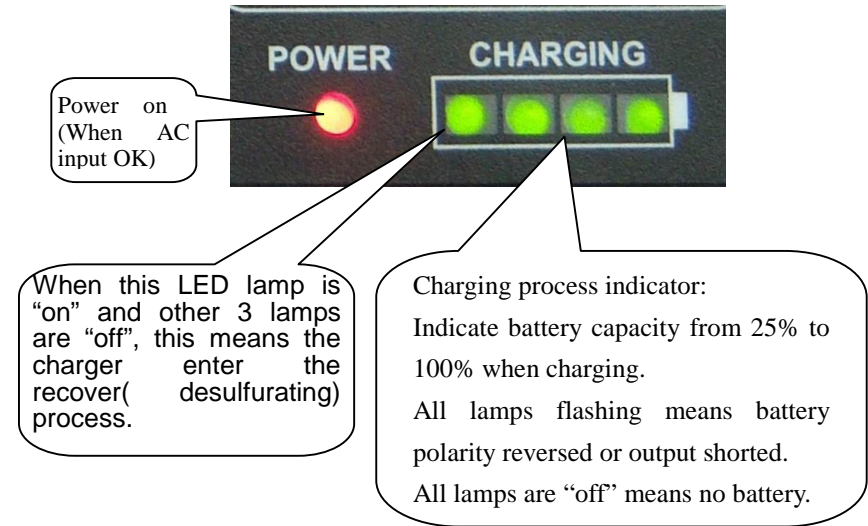 POWER CHARGING
Power on
(When AC
input OK)
When this LED lamp is
“on” and other 3 lamps
are “off”, this means the
charger enter the
recover( desulfurating)
process.
Charging process indicator:
Indicate battery capacity from 25% to
100% when charging.
All lamps flashing means battery
polarity reversed or output shorted.
All lamps are “off” means no battery.